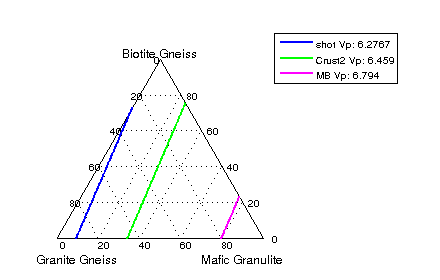 shot Vp: 6.2767
Crust2 Vp: 6.459
MB Vp: 6.794
Biotite Gneiss
0
20 80
40 60
60 40
80 20
0 20 40 60 80 0
Granite Gneiss Mafic Granulite